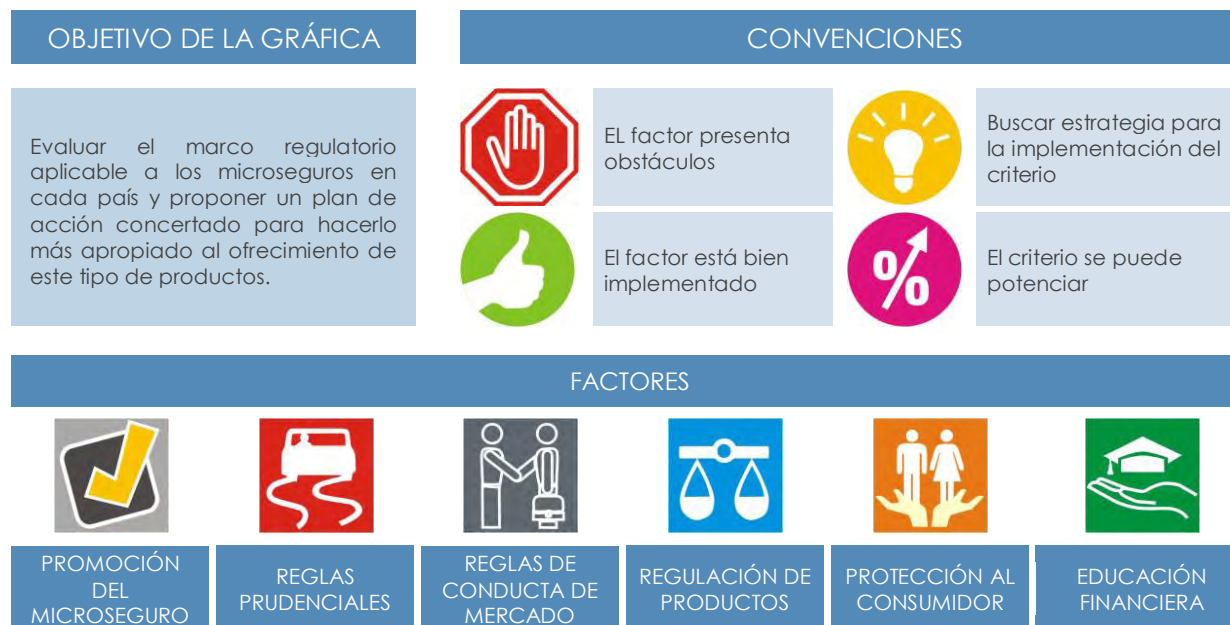 OBJETIVO DE LA GRÁFICA
Evaluar el marco regulatorio
aplicable a los microseguros en
cada país y proponer un plan de
acción concertado para hacerlo
más apropiado al ofrecimiento de
este tipo de productos.
CONVENCIONES
EL factor presenta
obstáculos
Buscar estrategia para
la implementación del
criterio
El factor está bien
implementado
%
El criterio se puede
potenciar
FACTORES
PROMOCIÓN
DEL
MICROSEGURO
REGLAS
PRUDENCIALES
REGLAS DE
CONDUCTA DE
MERCADO
REGULACIÓN DE
PRODUCTOS
PROTECCIÓN AL
CONSUMIDOR
EDUCACIÓN
FINANCIERA